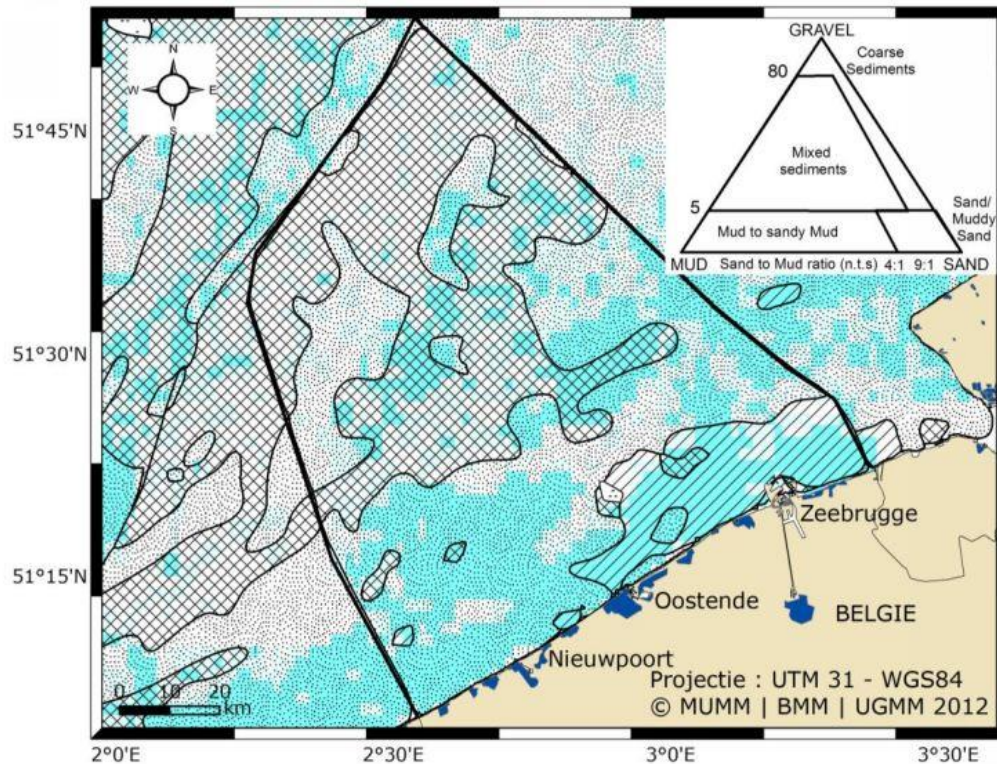 N
W E
S
GRAVEL
80
Coarse
Sediments
Mixed
sediments
5
Sand/
Muddy
Sand
Mud to sandy Mud
MUD Sand to Mud ratio (n.t.s) 4:1 9:1 SAND
51°45'N
51°30'N
51°15'N
Zeebrugge
Oostende
BELGIE
Nieuwpoort
Projectie : UTM 31 - WGS84
© MUMM | BMM | UGMM 2012
0 10 20
km
2°0'E 2°30'E 3°0'E 3°30'E